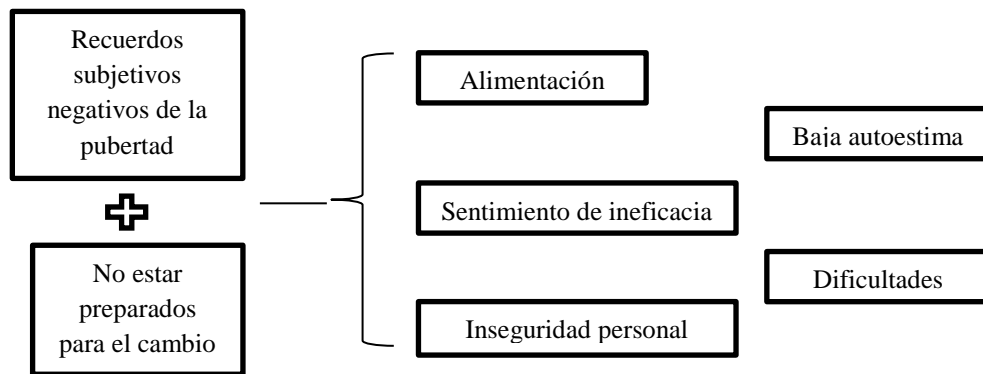 Recuerdos
subjetivos
negativos de la
pubertad
No estar
preparados
para el cambio
Alimentación
Sentimiento de ineficacia
Inseguridad personal
Baja autoestima
Dificultades